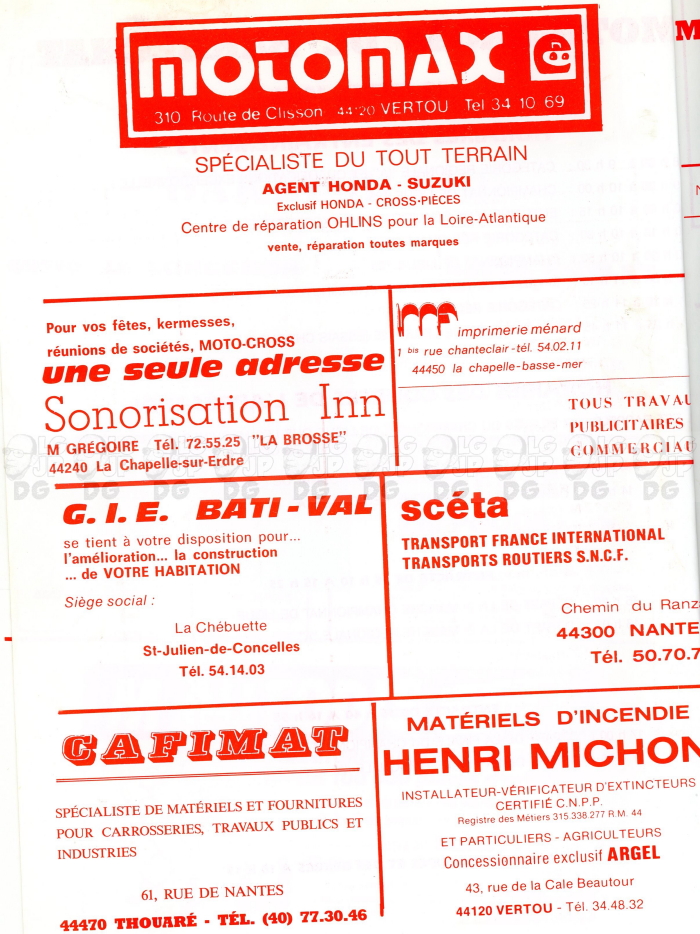 MOTOMAX
310 Route de Clisson 44120 VERTOU Tel 34 10 69
SPÉCIALISTE DU TOUT TERRAIN
AGENT HONDA - SUZUKI
Exclusif HONDA - CROSS-PIÈCES
Centre de réparation OHLINS pour la Loire-Atlantique
vente, réparation toutes marques
Pour vos fêtes, kermesses,
réunions de sociétés, MOTO-CROSS
une seule adresse
Sonorisation Inn
M GRÉGOIRE Tél. 72.55.25 "LA BROSSE"
44240 La Chapelle-sur-Erdre
imprimerie ménard
1 bis rue chanteclair - tél. 54.02.11
44450 la chapelle-basse-mer
TOUS TRAVAU
PUBLICITAIRES
COMMERCIAU
G. I. E. BATI - VAL
se tient à votre disposition pour...
l'amélioration... la construction
... de VOTRE HABITATION
Siège social :
La Chébuette
St-Julien-de-Concelles
Tél. 54.14.03
scéta
TRANSPORT FRANCE INTERNATIONAL
TRANSPORTS ROUTIERS S.N.C.F.
Chemin du Ranz
44300 NANTE
Tél. 50.70.7
CAFIMAT
SPÉCIALISTE DE MATÉRIELS ET FOURNITURES
POUR CARROSSERIES, TRAVAUX PUBLICS ET
INDUSTRIES
61, RUE DE NANTES
44470 THOUARÉ - TÉL. (40) 77.30.46
MATÉRIELS D'INCENDIE
HENRI MICHON
INSTALLATEUR-VÉRIFICATEUR D'EXTINCTEURS
CERTIFIÉ C.N.P.P.
Registre des Métiers 315.338.277 R.M. 44
ET PARTICULIERS - AGRICULTEURS
Concessionnaire exclusif ARGEL
43, rue de la Cale Beautour
44120 VERTOU - Tél. 34.48.32